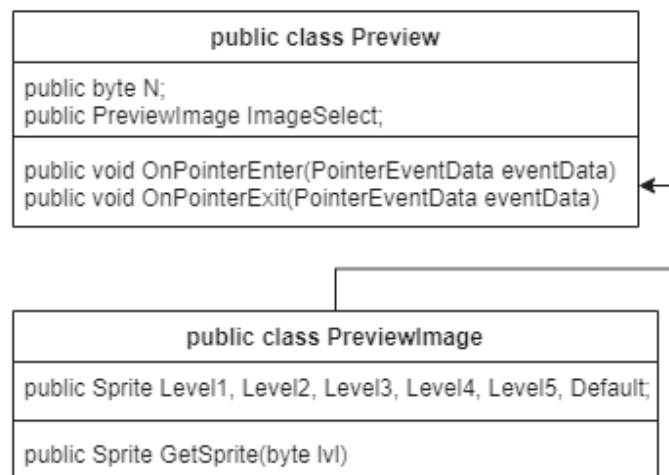 public class Preview
public byte N;
public PreviewImage ImageSelect;
public void OnPointerEnter(PointerEventData eventData)
public void OnPointerExit(PointerEventData eventData)
public class PreviewImage
public Sprite Level1, Level2, Level3, Level4, Level5, Default;
public Sprite GetSprite(byte lvl)